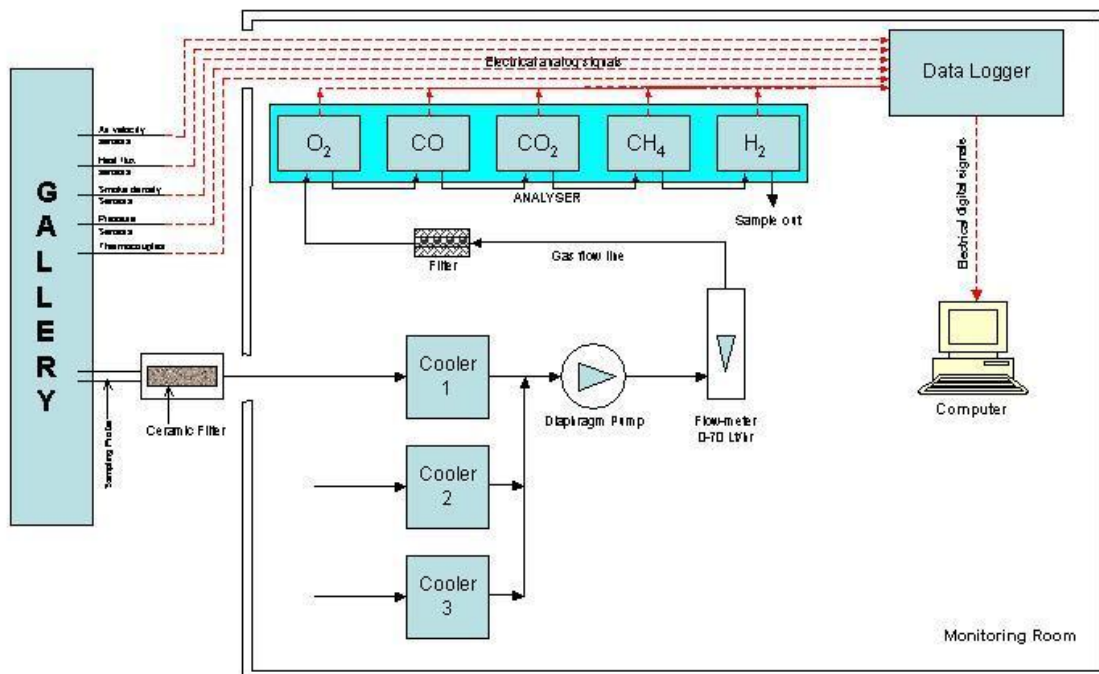 Electrical analog signals
Data Logger
Air velocity
sensors
Heat flux
sensors
Smoke density
Sensors
Pressure
Sensors
Thermocouples
GALLERY
O2
CO
CO2
CH4
H2
ANALYSER
Sample out
Electrical digital signals
Filter
Gas flow line
Cooler
1
Diaphragm Pump
Flow-meter
0-70 Lt/hr
Computer
Ceramic Filter
Sampling Probe
Cooler
2
Cooler
3
Monitoring Room